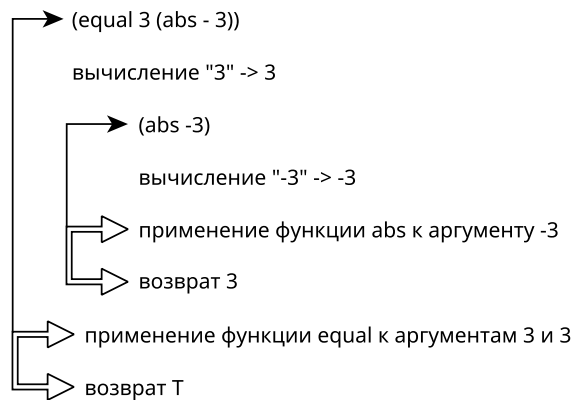 (equal 3 (abs - 3))
вычисление "3" -> 3
(abs -3)
вычисление "-3" -> -3
применение функции abs к аргументу -3
возврат 3
применение функции equal к аргументам 3 и 3
возврат T